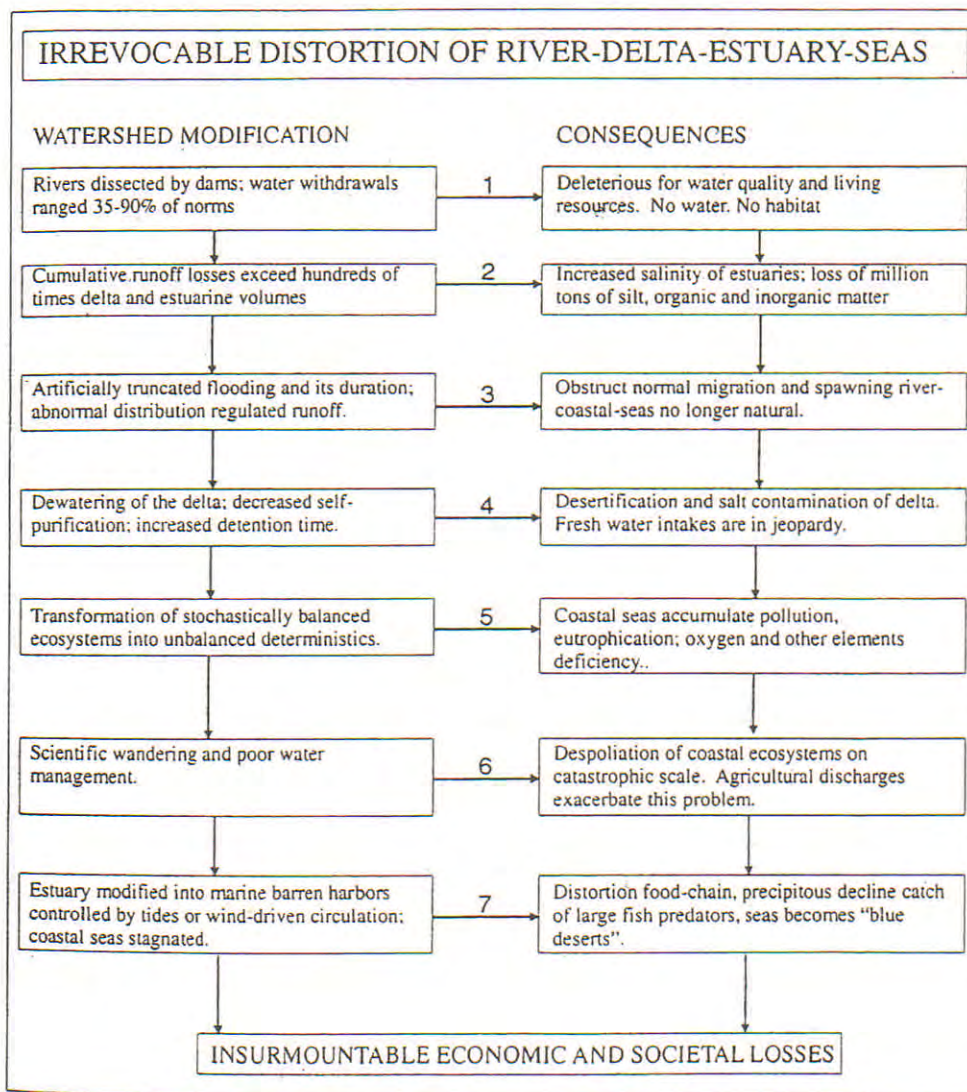 IRREVOCABLE DISTORTION OF RIVER-DELTA-ESTUARY-SEAS
WATERSHED MODIFICATION
CONSEQUENCES
Rivers dissected by dams; water withdrawals
ranged 35-90% of norms
1
Deleterious for water quality and living
resources. No water. No habitat
Cumulative runoff losses exceed hundreds of
times delta and estuarine volumes
2
Increased salinity of estuaries; loss of million
tons of silt, organic and inorganic matter
Artificially truncated flooding and its duration;
abnormal distribution regulated runoff.
3
Obstruct normal migration and spawning river-
coastal-seas no longer natural.
Dewatering of the delta; decreased self-
purification; increased detention time.
4
Desertification and salt contamination of delta.
Fresh water intakes are in jeopardy.
Transformation of stochastically balanced
ecosystems into unbalanced deterministics.
5
Coastal seas accumulate pollution,
eutrophication; oxygen and other elements
deficiency..
Scientific wandering and poor water
management.
6
Despoliation of coastal ecosystems on
catastrophic scale. Agricultural discharges
exacerbate this problem.
Estuary modified into marine barren harbors
controlled by tides or wind-driven circulation;
coastal seas stagnated.
7
Distortion food-chain, precipitous decline catch
of large fish predators, seas becomes "blue
deserts".
INSURMOUNTABLE ECONOMIC AND SOCIETAL LOSSES